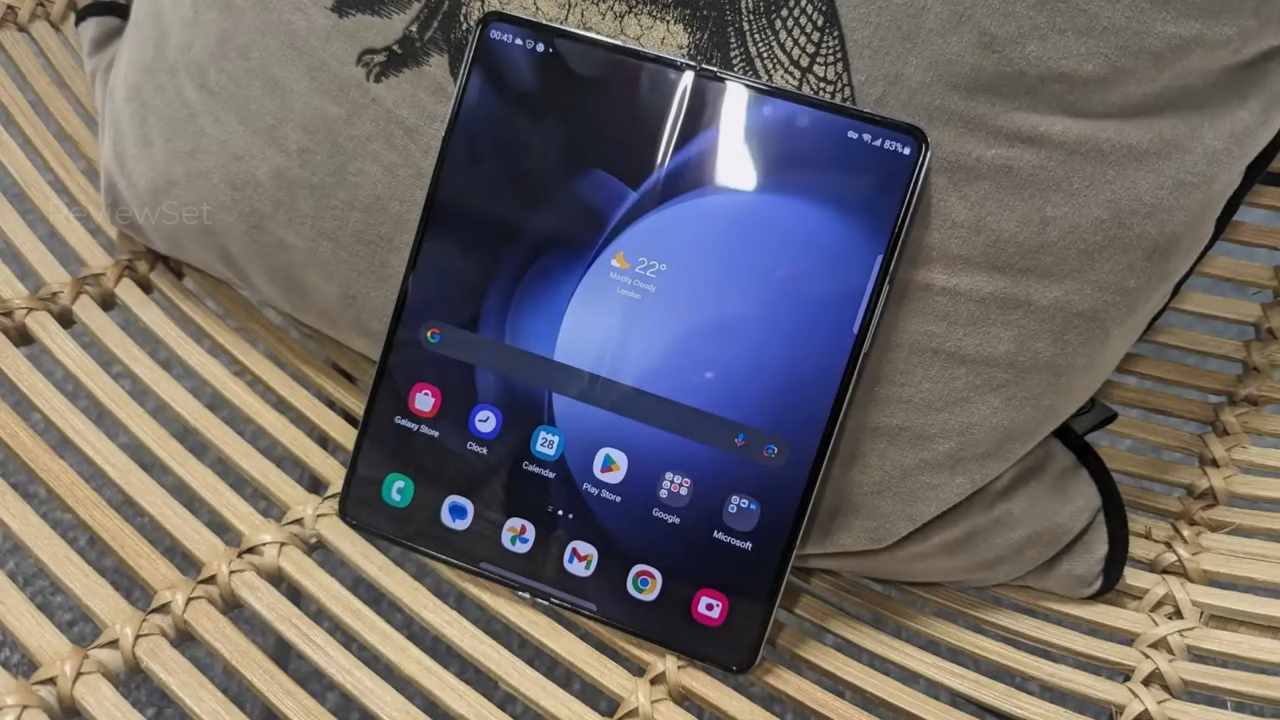 00:43
83%
ReviewSet
22°
Mostly Cloudy
London
Galaxy Store
Clock
28
Calendar
Play Store
Google
Microsoft